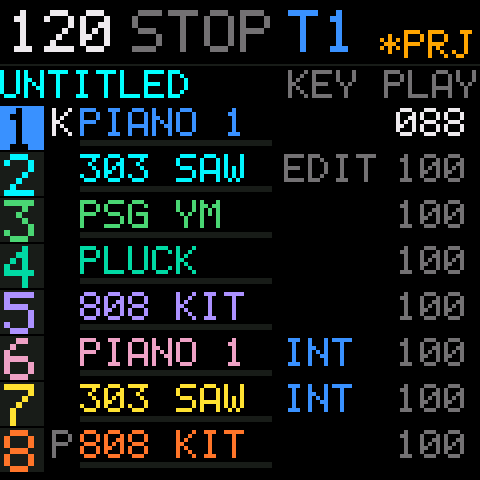 120 STOP T1 *PRJ
UNTITLED KEY PLAY
1 K PIANO 1 088
2 303 SAW EDIT 100
3 PSG YM 100
4 PLUCK 100
5 808 KIT 100
6 PIANO 1 INT 100
7 303 SAW INT 100
8 P 808 KIT 100